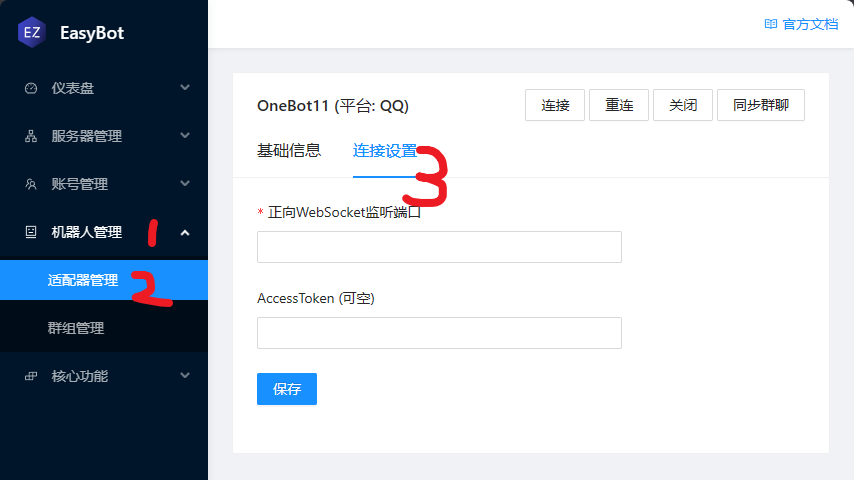 EZ EasyBot
官方文档
仪表盘
服务器管理
账号管理
机器人管理 1
适配器管理 2
群组管理
核心功能
OneBot11 (平台: QQ)
连接 重连 关闭 同步群聊
基础信息 连接设置 3
* 正向WebSocket监听端口
AccessToken (可空)
保存